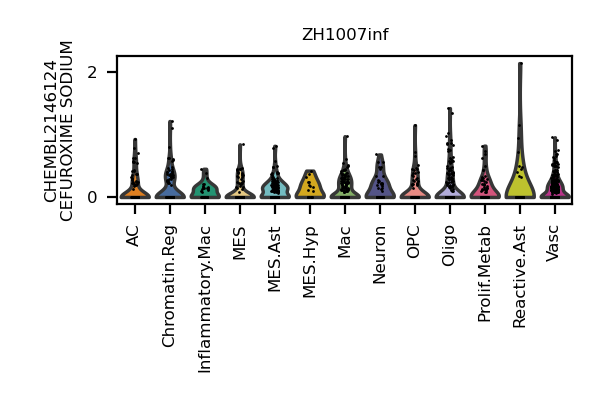 ZH1007inf
CHEMBL2146124
CEFUROXIME SODIUM
2
0
AC
Chromatin.Reg
Inflammatory.Mac
MES
MES.Ast
MES.Hyp
Mac
Neuron
OPC
Oligo
Prolif.Metab
Reactive.Ast
Vasc